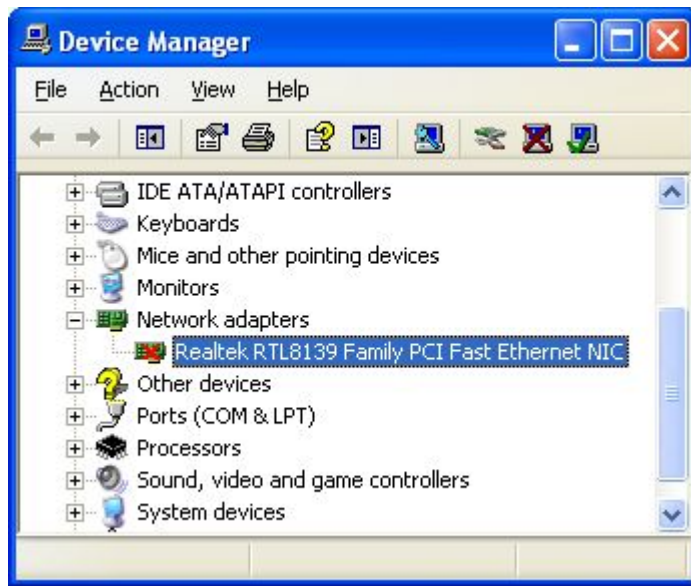 Device Manager
File Action View Help
IDE ATA/ATAPI controllers
Keyboards
Mice and other pointing devices
Monitors
Network adapters
Realtek RTL8139 Family PCI Fast Ethernet NIC
Other devices
Ports (COM & LPT)
Processors
Sound, video and game controllers
System devices